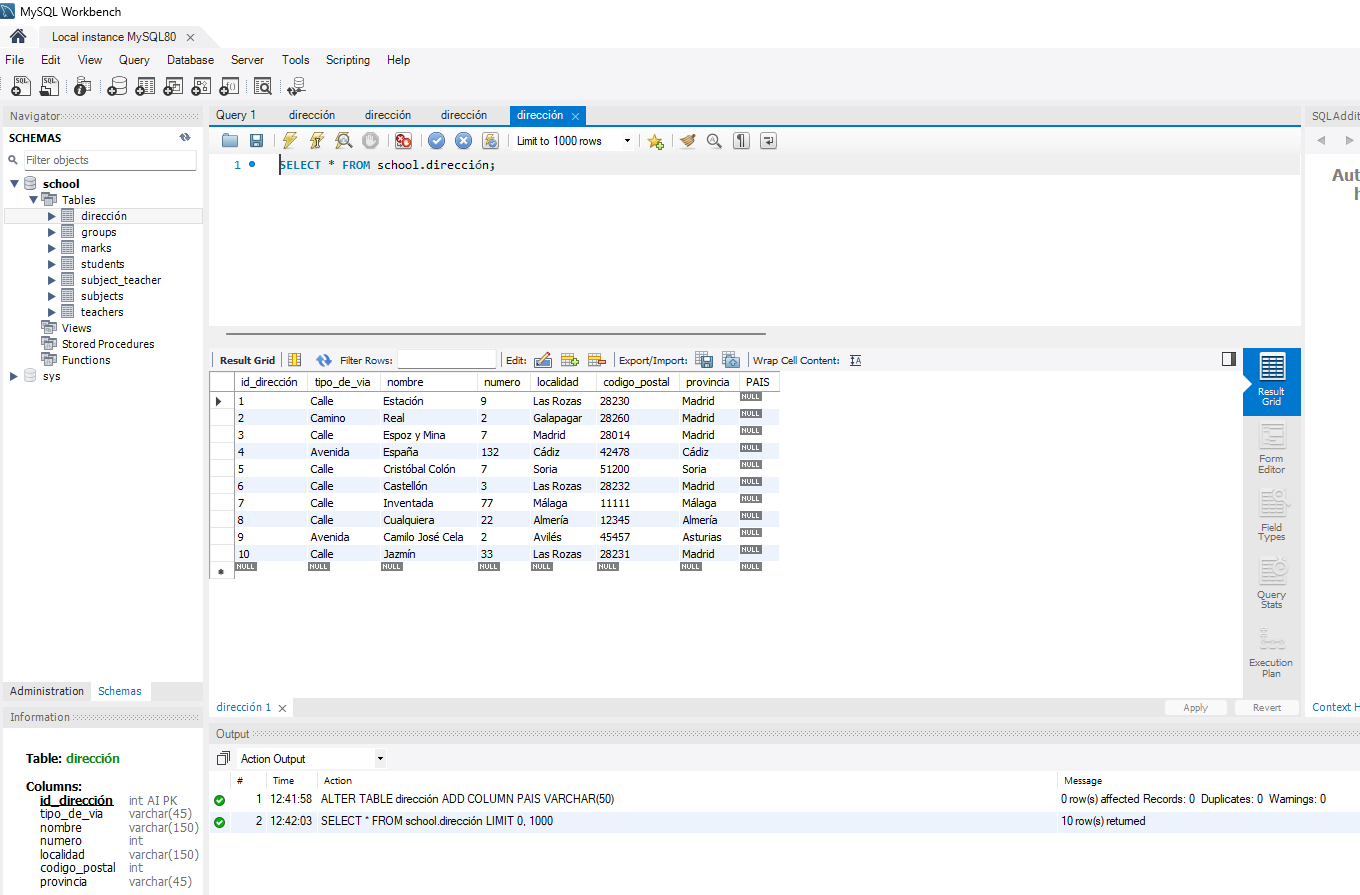 MySQL Workbench
Local instance MySQL80
File Edit View Query Database Server Tools Scripting Help
Navigator
SCHEMAS
Filter objects
school
Tables
dirección
groups
marks
students
subject_teacher
subjects
teachers
Views
Stored Procedures
Functions
sys
Administration Schemas
Information
Table: dirección
Columns:
id_dirección int AI PK
tipo_de_via varchar(45)
nombre varchar(150)
numero int
localidad varchar(150)
codigo_postal int
provincia varchar(45)
Query 1 dirección dirección dirección dirección
Limit to 1000 rows
1 SELECT * FROM school.dirección;
Result Grid Filter Rows: Edit: Export/Import: Wrap Cell Content:
id_dirección tipo_de_via nombre numero localidad codigo_postal provincia PAIS
1 Calle Estación 9 Las Rozas 28230 Madrid NULL
2 Camino Real 2 Galapagar 28260 Madrid NULL
3 Calle Espoz y Mina 7 Madrid 28014 Madrid NULL
4 Avenida España 132 Cádiz 42478 Cádiz NULL
5 Calle Cristóbal Colón 7 Soria 51200 Soria NULL
6 Calle Castellón 3 Las Rozas 28232 Madrid NULL
7 Calle Inventada 77 Málaga 11111 Málaga NULL
8 Calle Cualquiera 22 Almería 12345 Almería NULL
9 Avenida Camilo José Cela 2 Avilés 45457 Asturias NULL
10 Calle Jazmín 33 Las Rozas 28231 Madrid NULL
NULL NULL NULL NULL NULL NULL NULL NULL
Result
Grid
Form
Editor
Field
Types
Query
Stats
Execution
Plan
dirección 1
Apply Revert
Output
Action Output
# Time Action Message
1 12:41:58 ALTER TABLE dirección ADD COLUMN PAIS VARCHAR(50) 0 row(s) affected Records: 0 Duplicates: 0 Warnings: 0
2 12:42:03 SELECT * FROM school.dirección LIMIT 0, 1000 10 row(s) returned
SQLAddit
Aut
Context H